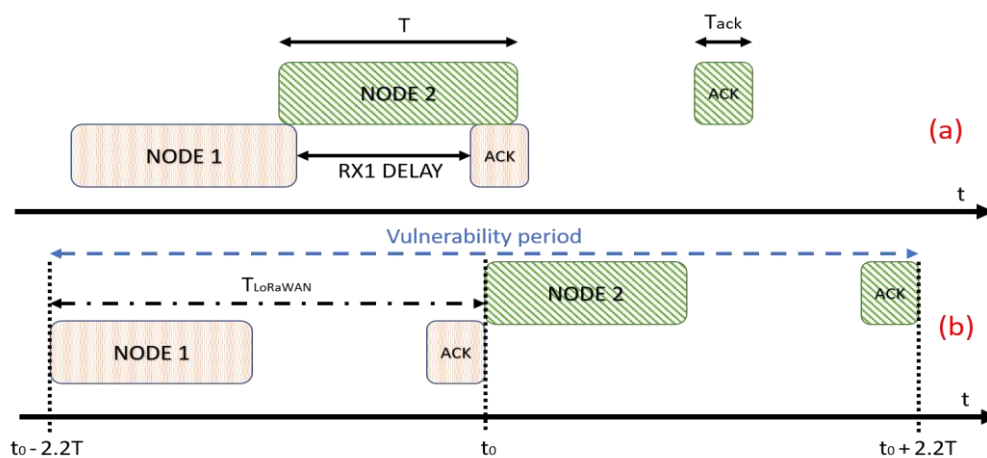 T
Tack
NODE 2
ACK
(a)
NODE 1
ACK
RX1 DELAY
t
Vulnerability period
TLoRaWAN
NODE 2
ACK
(b)
NODE 1
ACK
t
t0 - 2.2T
t0
t0 + 2.2T